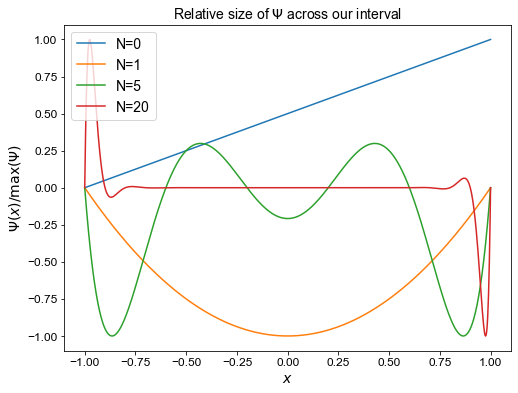 Relative size of Ψ across our interval
Ψ(x)/max(Ψ)
1.00
0.75
0.50
0.25
0.00
−0.25
−0.50
−0.75
−1.00
N=0
N=1
N=5
N=20
−1.00 −0.75 −0.50 −0.25 0.00 0.25 0.50 0.75 1.00
x